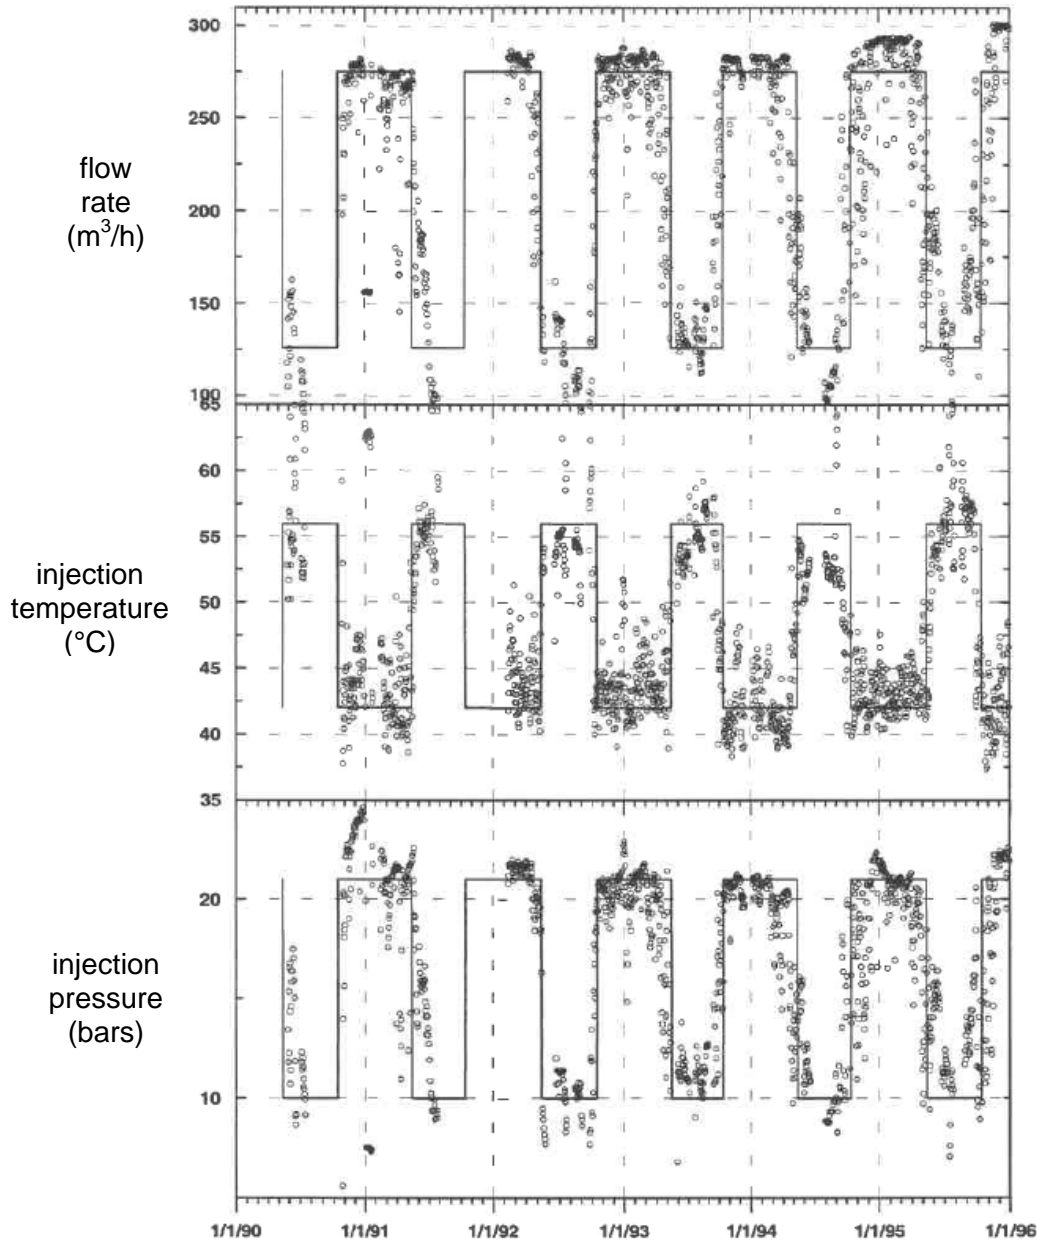 300
250
flow
rate
(m³/h)
200
150
100
65
60
55
injection
temperature
(°C)
50
45
40
35
20
injection
pressure
(bars)
10
1/1/90 1/1/91 1/1/92 1/1/93 1/1/94 1/1/95 1/1/96